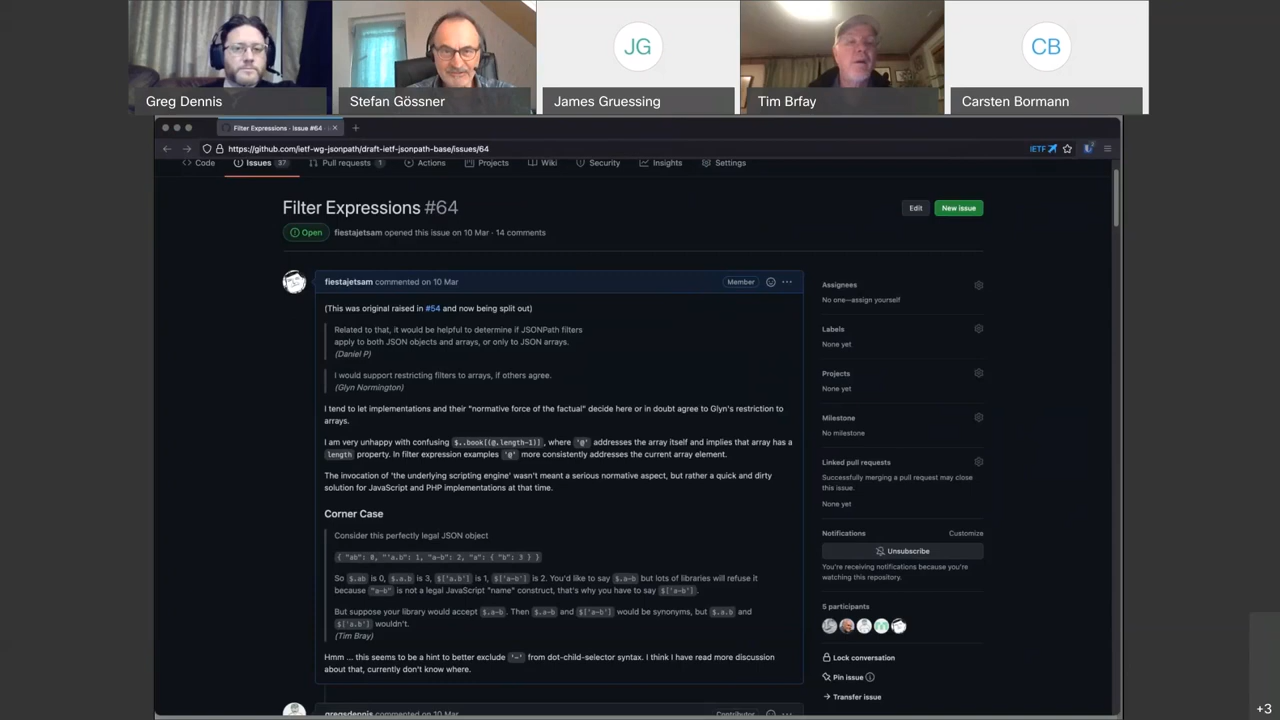 JG
CB
Greg Dennis
Stefan Gössner
James Gruessing
Tim Brfay
Carsten Bormann
Filter Expressions · Issue #64 ·
https://github.com/ietf-wg-jsonpath/draft-ietf-jsonpath-base/issues/64
IETF
Code
Issues 37
Pull requests 1
Actions
Projects
Wiki
Security
Insights
Settings
Filter Expressions #64
Edit
New issue
Open
fiestajetsam opened this issue on 10 Mar · 14 comments
fiestajetsam commented on 10 Mar
Member
(This was original raised in #54 and now being split out)
Related to that, it would be helpful to determine if JSONPath filters
apply to both JSON objects and arrays, or only to JSON arrays.
(Daniel P)
I would support restricting filters to arrays, if others agree.
(Glyn Normington)
I tend to let implementations and their "normative force of the factual" decide here or in doubt agree to Glyn's restriction to
arrays.
I am very unhappy with confusing $..book[(@.length-1)], where '@' addresses the array itself and implies that array has a
length property. In filter expression examples '@' more consistently addresses the current array element.
The invocation of 'the underlying scripting engine' wasn't meant a serious normative aspect, but rather a quick and dirty
solution for JavaScript and PHP implementations at that time.
Corner Case
Consider this perfectly legal JSON object
{ "ab": 0, "'a.b": 1, "a-b": 2, "a": { "b": 3 } }
So $.ab is 0, $.a.b is 3, $['a.b'] is 1, $['a-b'] is 2. You'd like to say $.a-b but lots of libraries will refuse it
because "a-b" is not a legal JavaScript "name" construct, that's why you have to say $['a-b'].
But suppose your library would accept $.a-b. Then $.a-b and $['a-b'] would be synonyms, but $.a.b and
$['a.b'] wouldn't.
(Tim Bray)
Hmm ... this seems to be a hint to better exclude '-' from dot-child-selector syntax. I think I have read more discussion
about that, currently don't know where.
gregsdennis commented on 10 Mar
Contributor
Assignees
No one—assign yourself
Labels
None yet
Projects
None yet
Milestone
No milestone
Linked pull requests
Successfully merging a pull request may close
this issue.
None yet
Notifications
Customize
Unsubscribe
You're receiving notifications because you're
watching this repository.
5 participants
Lock conversation
Pin issue
Transfer issue
+3